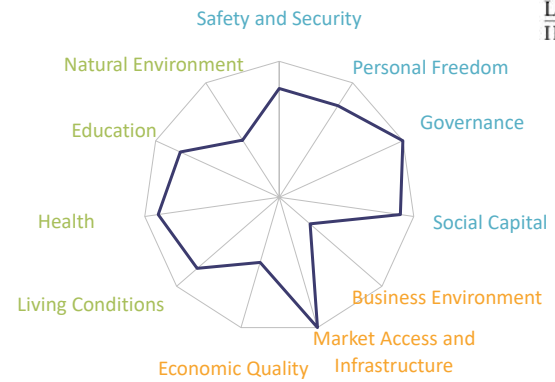 Safety and Security
Natural Environment
Personal Freedom
Education
Governance
Health
Social Capital
Living Conditions
Business Environment
Market Access and
Infrastructure
Economic Quality